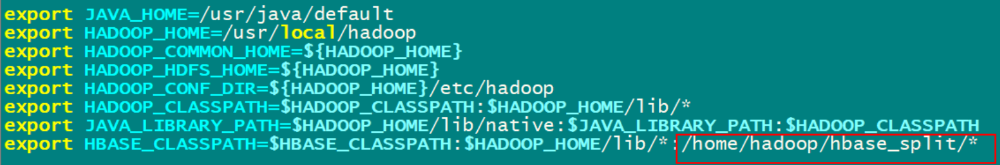 export JAVA_HOME=/usr/java/default
export HADOOP_HOME=/usr/local/hadoop
export HADOOP_COMMON_HOME=${HADOOP_HOME}
export HADOOP_HDFS_HOME=${HADOOP_HOME}
export HADOOP_CONF_DIR=${HADOOP_HOME}/etc/hadoop
export HADOOP_CLASSPATH=$HADOOP_CLASSPATH:$HADOOP_HOME/lib/*
export JAVA_LIBRARY_PATH=$HADOOP_HOME/lib/native:$JAVA_LIBRARY_PATH:$HADOOP_CLASSPATH
export HBASE_CLASSPATH=$HBASE_CLASSPATH:$HADOOP_HOME/lib/*:/home/hadoop/hbase_split/*